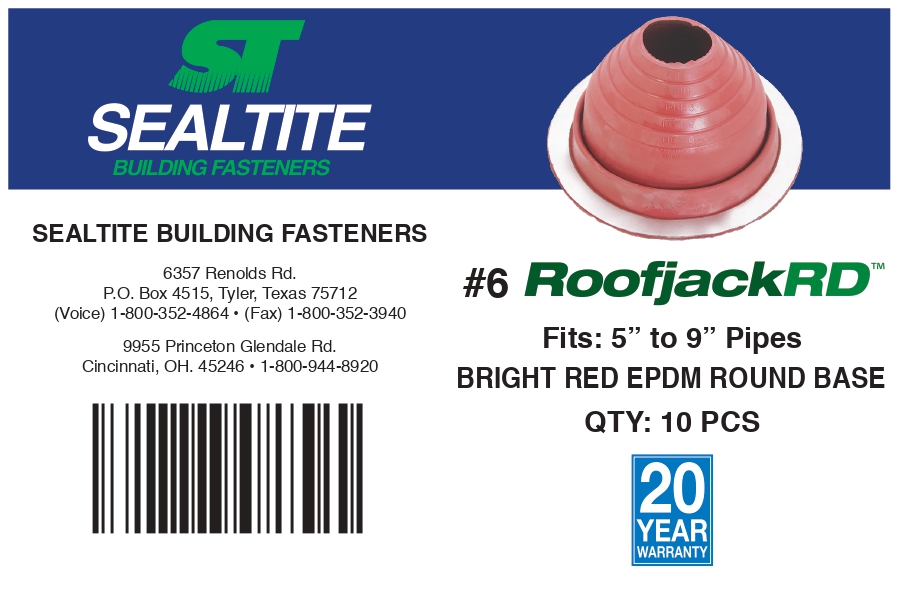 ST
SEALTITE
BUILDING FASTENERS
SEALTITE BUILDING FASTENERS
6357 Renolds Rd.
P.O. Box 4515, Tyler, Texas 75712
(Voice) 1-800-352-4864 • (Fax) 1-800-352-3940
9955 Princeton Glendale Rd.
Cincinnati, OH. 45246 • 1-800-944-8920
#6 RoofjackRD™
Fits: 5” to 9” Pipes
BRIGHT RED EPDM ROUND BASE
QTY: 10 PCS
20
YEAR
WARRANTY